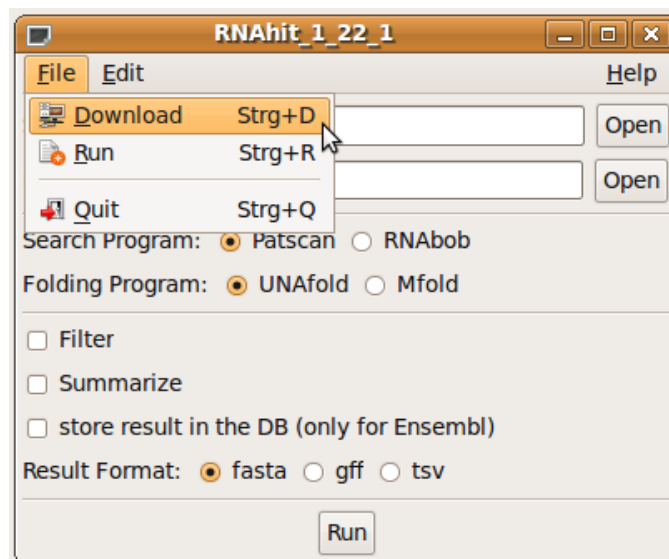 RNAhit_1_22_1
File Edit Help
Download Strg+D
Open
Run Strg+R
Open
Quit Strg+Q
Search Program: Patscan RNAbob
Folding Program: UNAfold Mfold
Filter
Summarize
store result in the DB (only for Ensembl)
Result Format: fasta gff tsv
Run